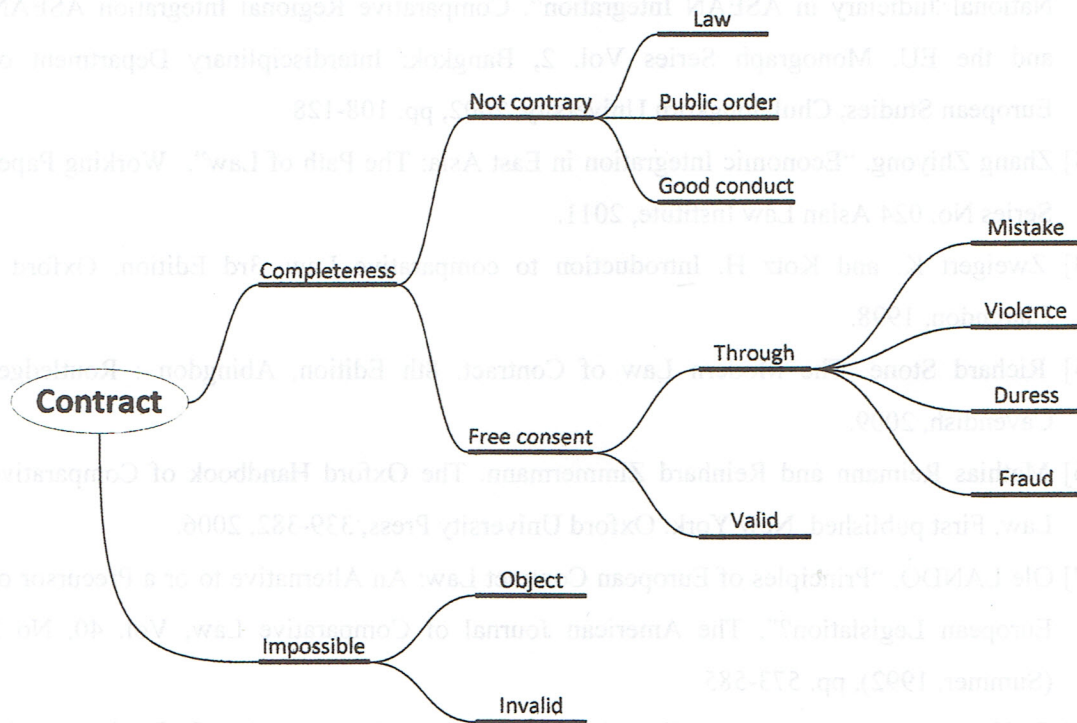 Contract
Completeness
Not contrary
Law
Public order
Good conduct
Free consent
Through
Mistake
Violence
Duress
Fraud
Valid
Impossible
Object
Invalid